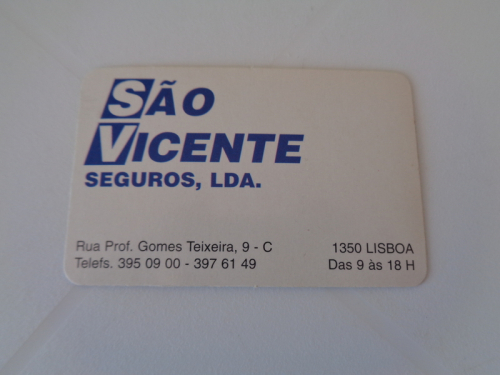 SÃO
VICENTE
SEGUROS, LDA.
Rua Prof. Gomes Teixeira, 9 - C 1350 LISBOA
Telefs. 395 09 00 - 397 61 49 Das 9 às 18 H